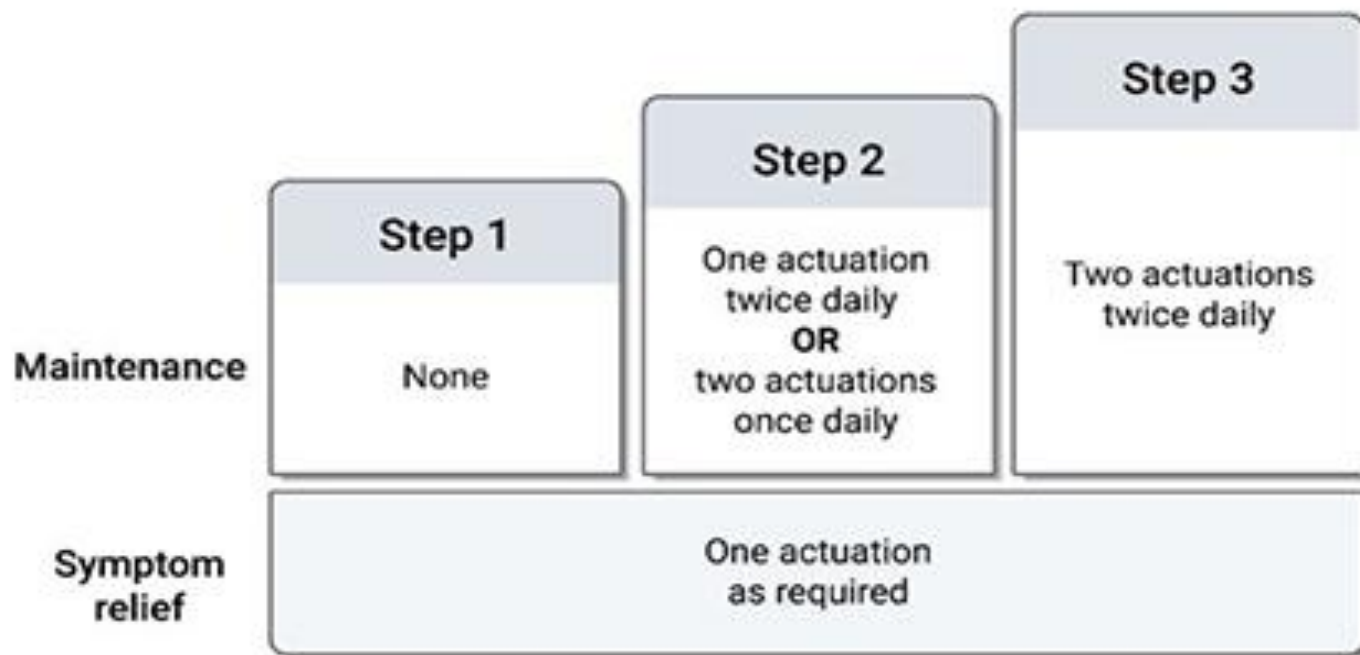 Step 1
Step 2
Step 3
Maintenance
None
One actuation
twice daily
OR
two actuations
once daily
Two actuations
twice daily
Symptom
relief
One actuation
as required